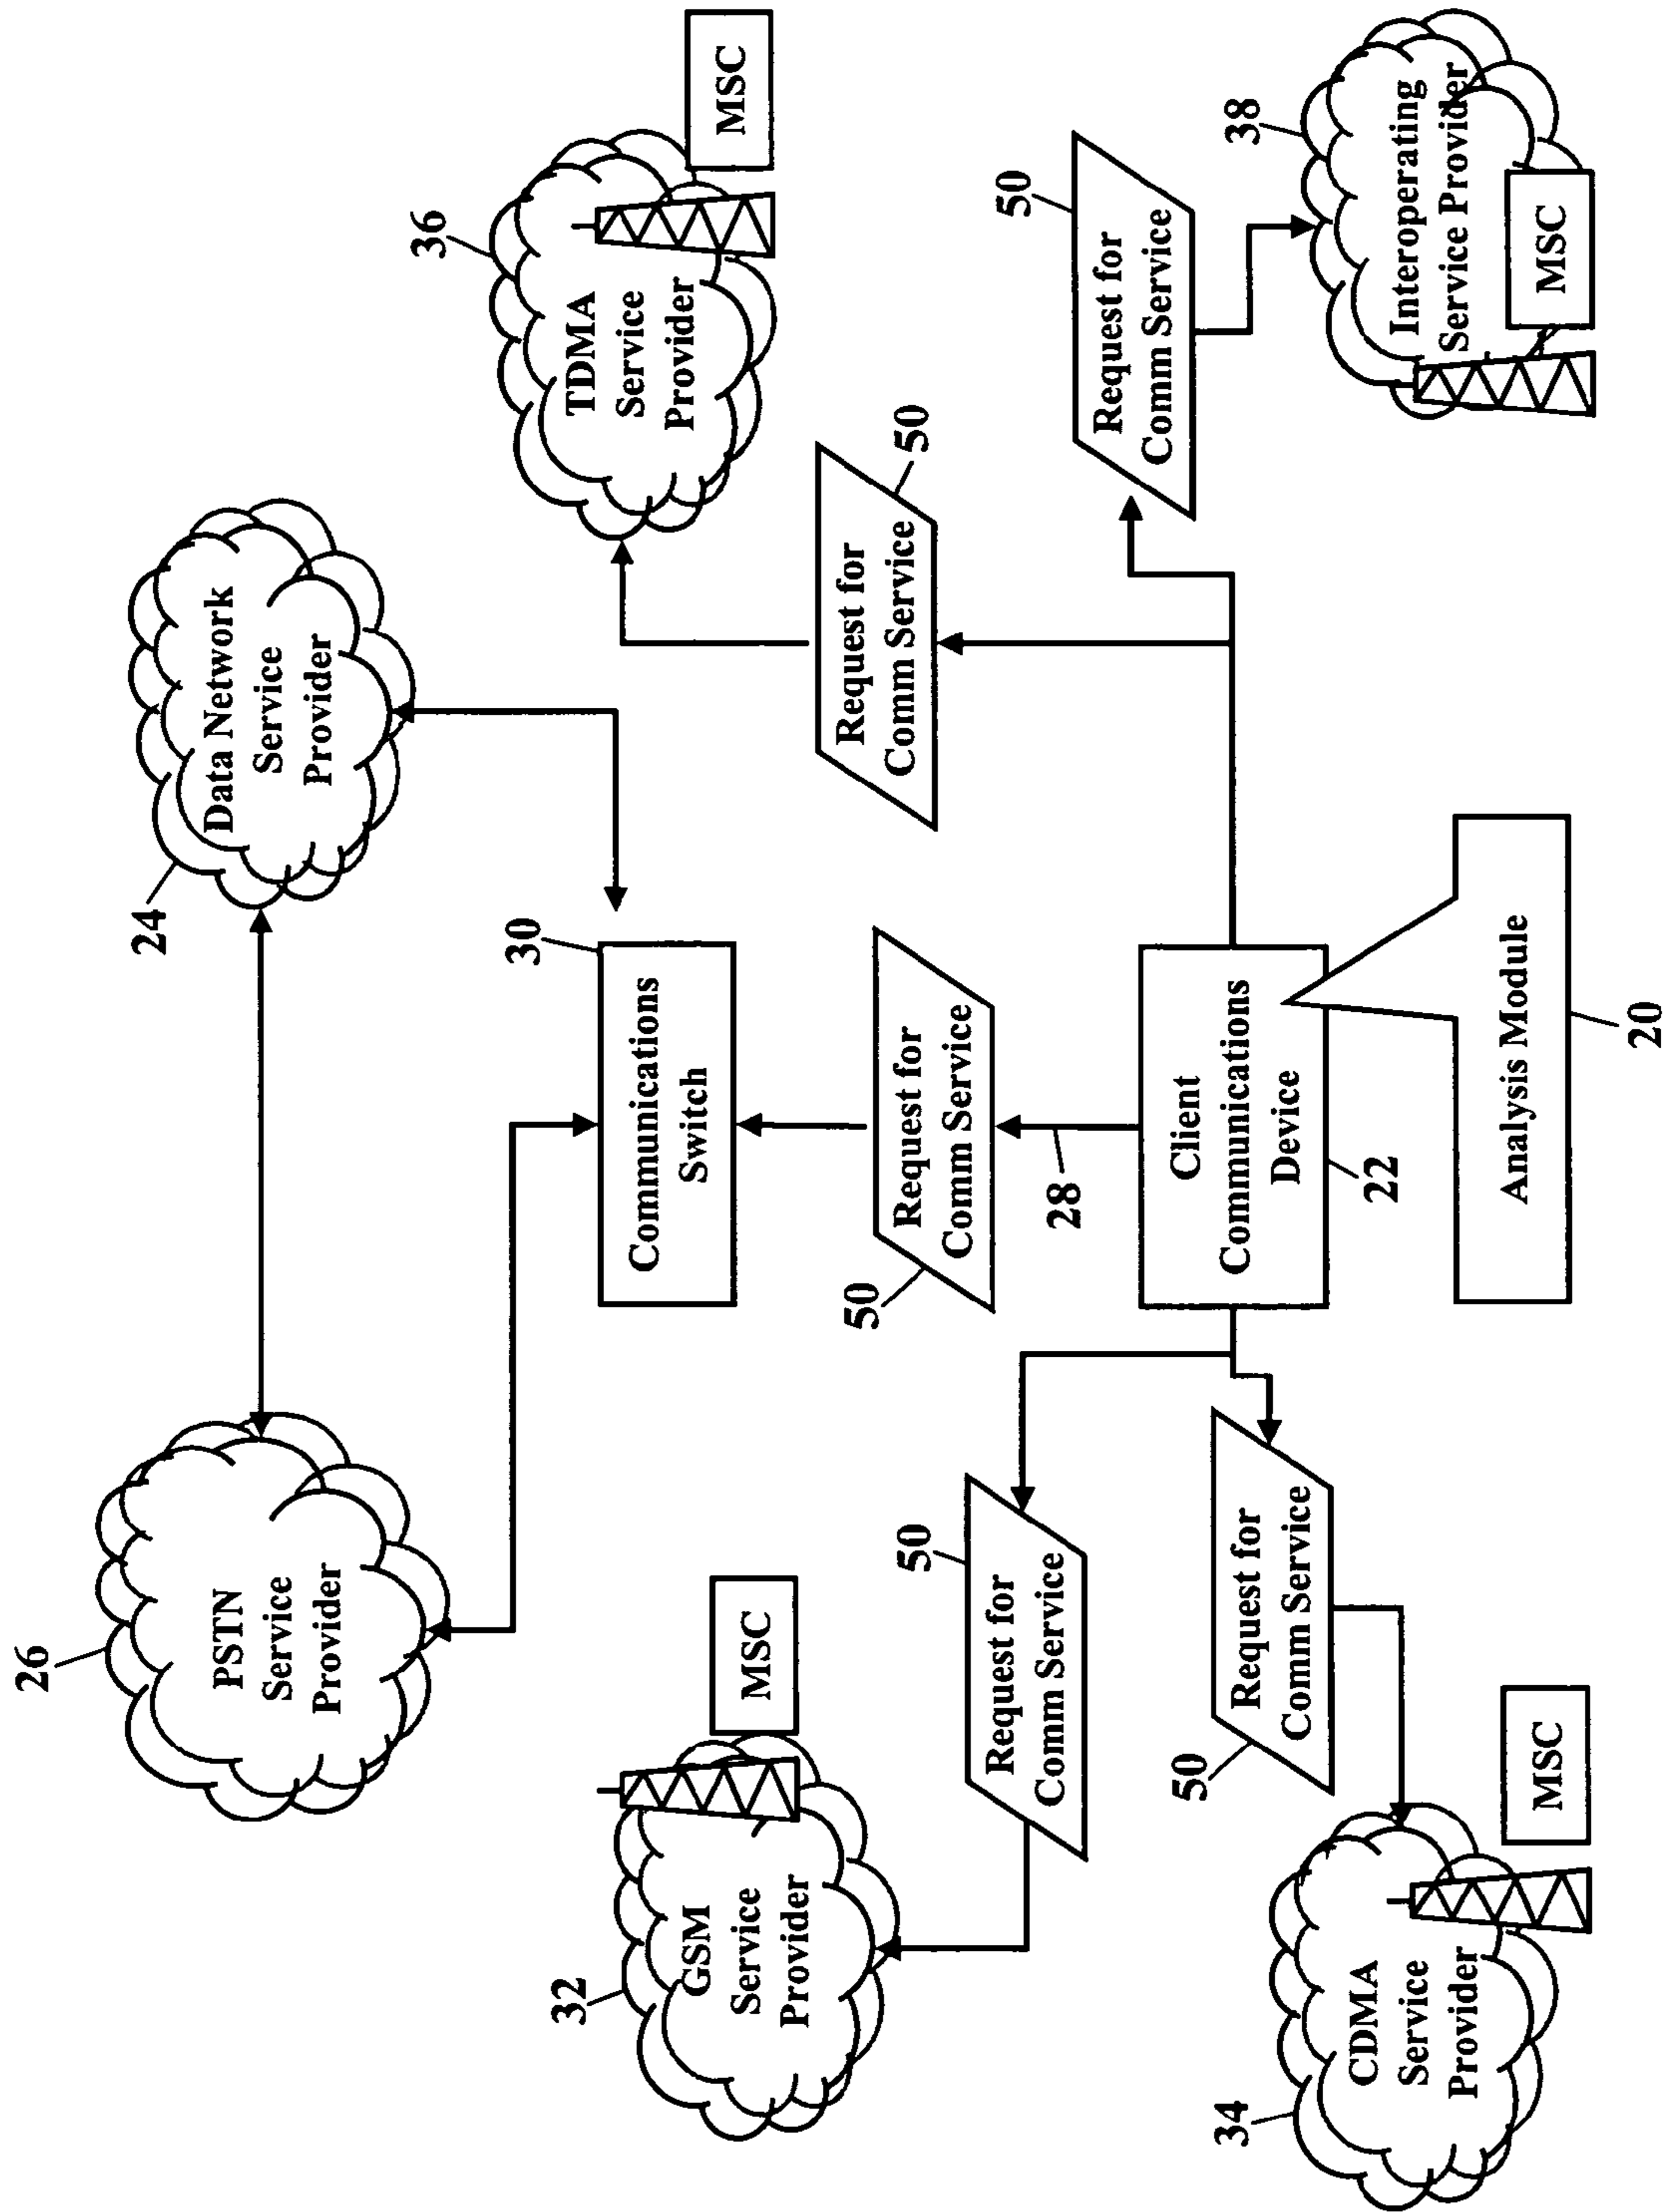 26
PSTN
Service
Provider
24
Data Network
Service
Provider
36
TDMA
Service
Provider
MSC
32
GSM
Service
Provider
MSC
30
Communications
Switch
50
Request for
Comm Service
50
Request for
Comm Service
50
Request for
Comm Service
50
Request for
Comm Service
28
Client
Communications
Device
22
38
Interoperating
Service Provider
MSC
34
CDMA
Service
Provider
MSC
50
Request for
Comm Service
Analysis Module
20